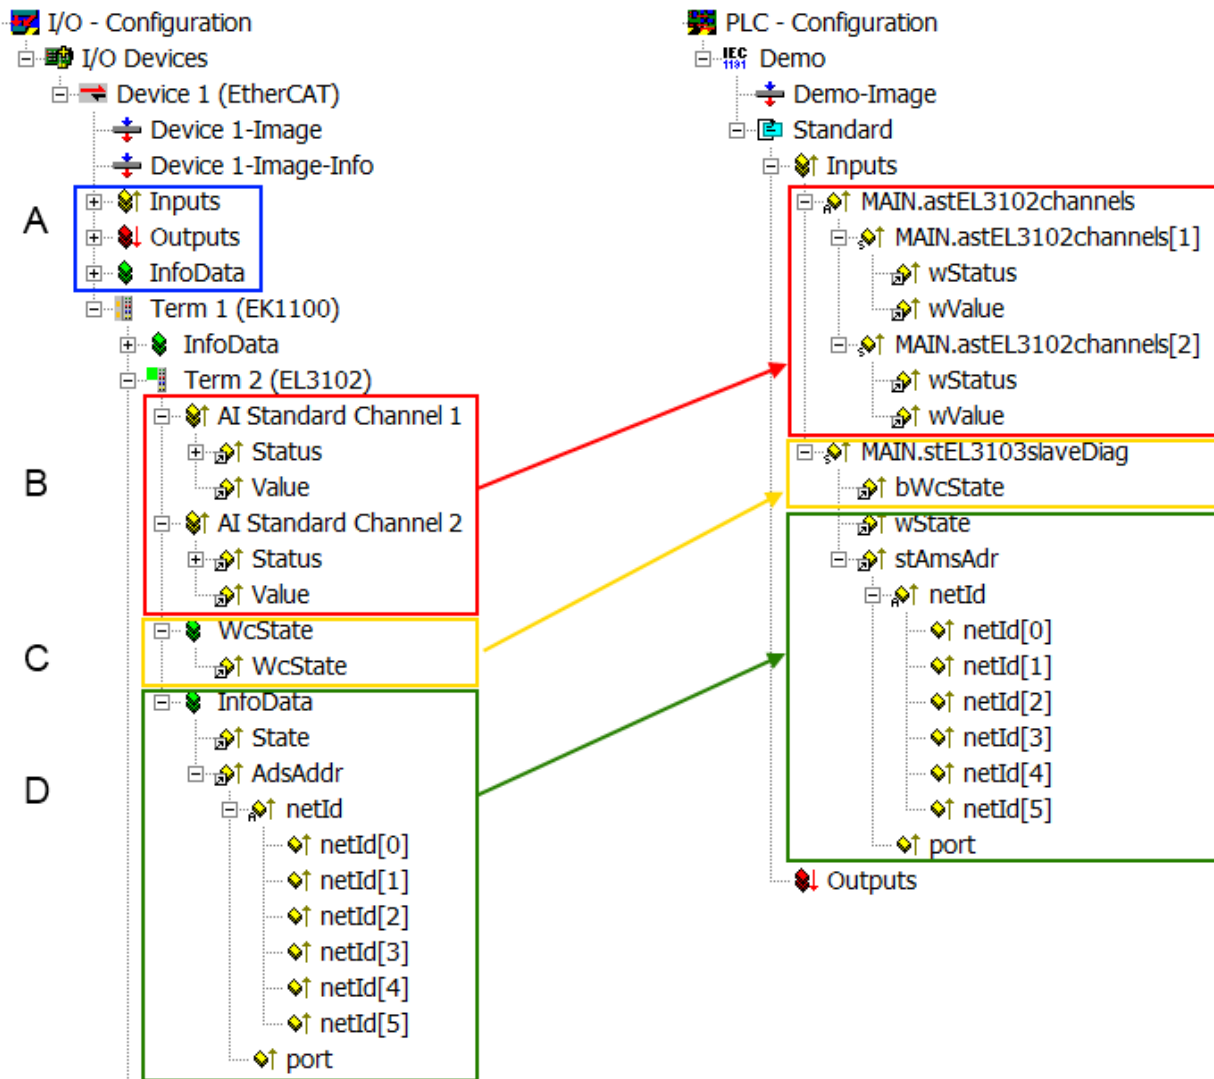 I/O - Configuration
I/O Devices
Device 1 (EtherCAT)
Device 1-Image
Device 1-Image-Info
A
Inputs
Outputs
InfoData
Term 1 (EK1100)
InfoData
Term 2 (EL3102)
B
AI Standard Channel 1
Status
Value
AI Standard Channel 2
Status
Value
C
WcState
WcState
D
InfoData
State
AdsAddr
netId
netId[0]
netId[1]
netId[2]
netId[3]
netId[4]
netId[5]
port
PLC - Configuration
IEC 1131 Demo
Demo-Image
Standard
Inputs
MAIN.astEL3102channels
MAIN.astEL3102channels[1]
wStatus
wValue
MAIN.astEL3102channels[2]
wStatus
wValue
MAIN.stEL3103slaveDiag
bWcState
wState
stAmsAdr
netId
netId[0]
netId[1]
netId[2]
netId[3]
netId[4]
netId[5]
port
Outputs